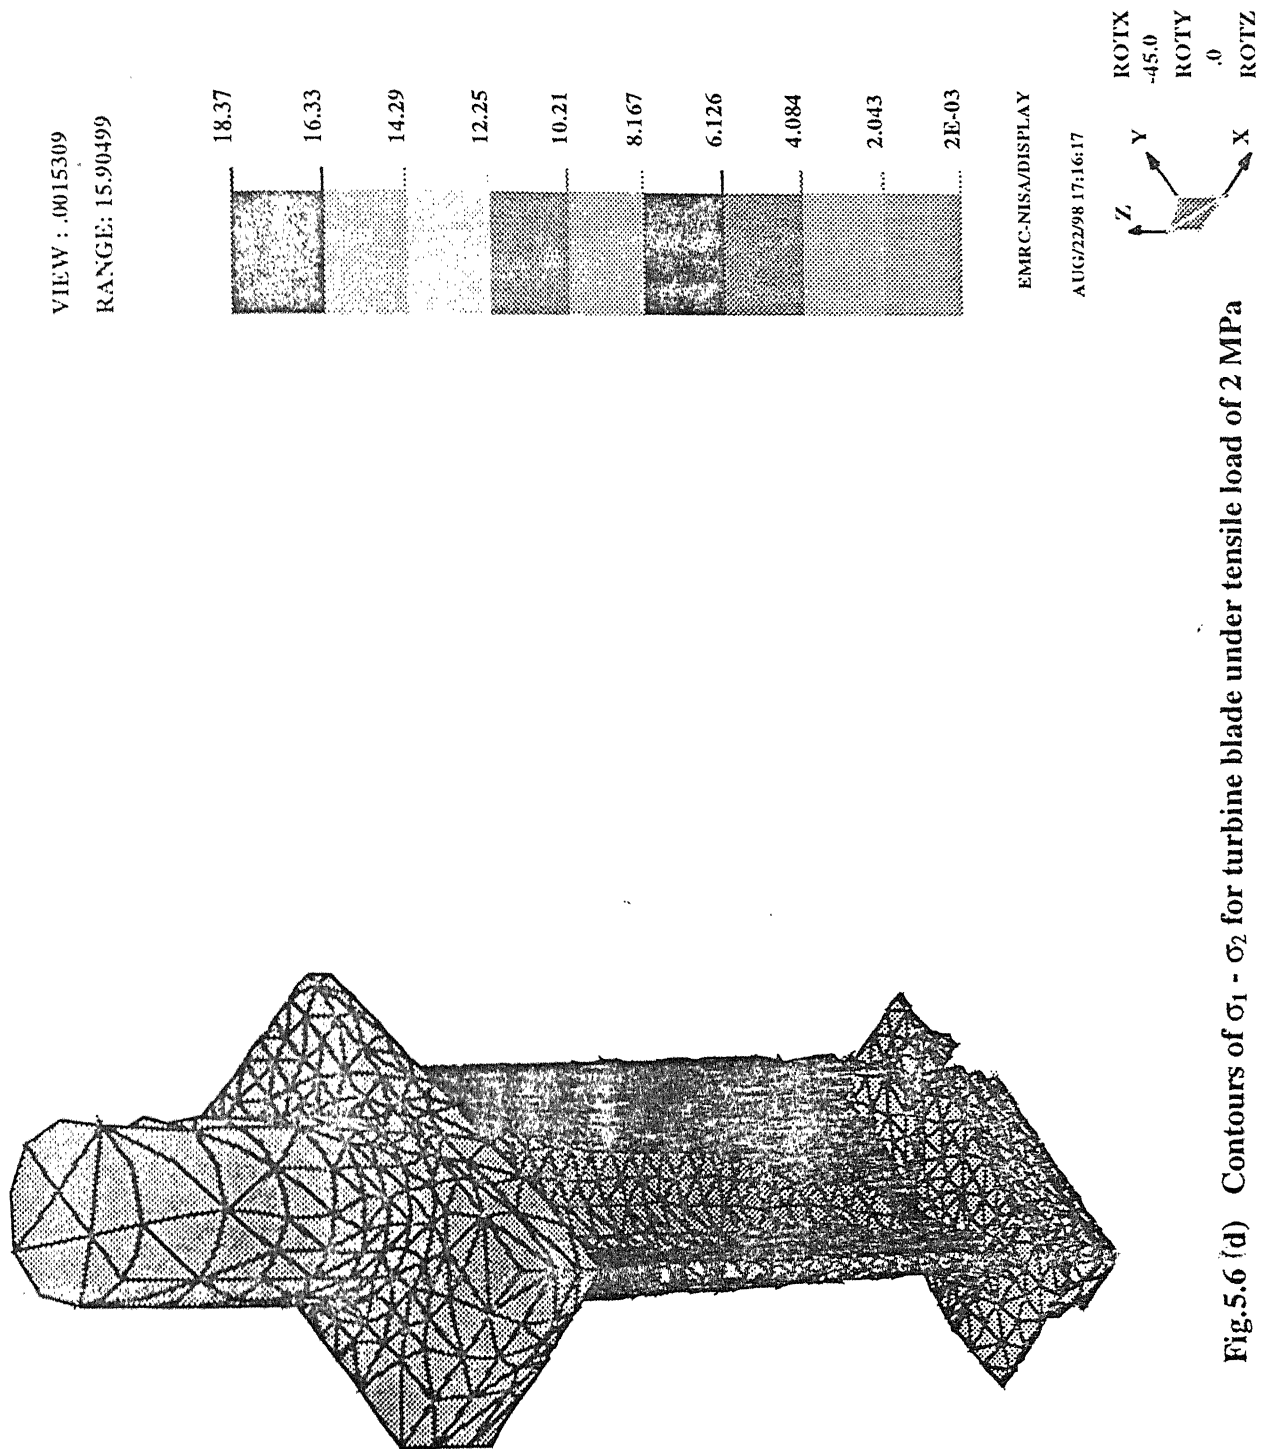 VIEW : .0015309
RANGE: 15.90499
18.37
16.33
14.29
12.25
10.21
8.167
6.126
4.084
2.043
2E-03
EMRC-NISA/DISPLAY
AUG/22/98 17:16:17
ROTX
-45.0
ROTY
.0
ROTZ
Z
Y
X
Fig.5.6 (d) Contours of σ1 - σ2 for turbine blade under tensile load of 2 MPa